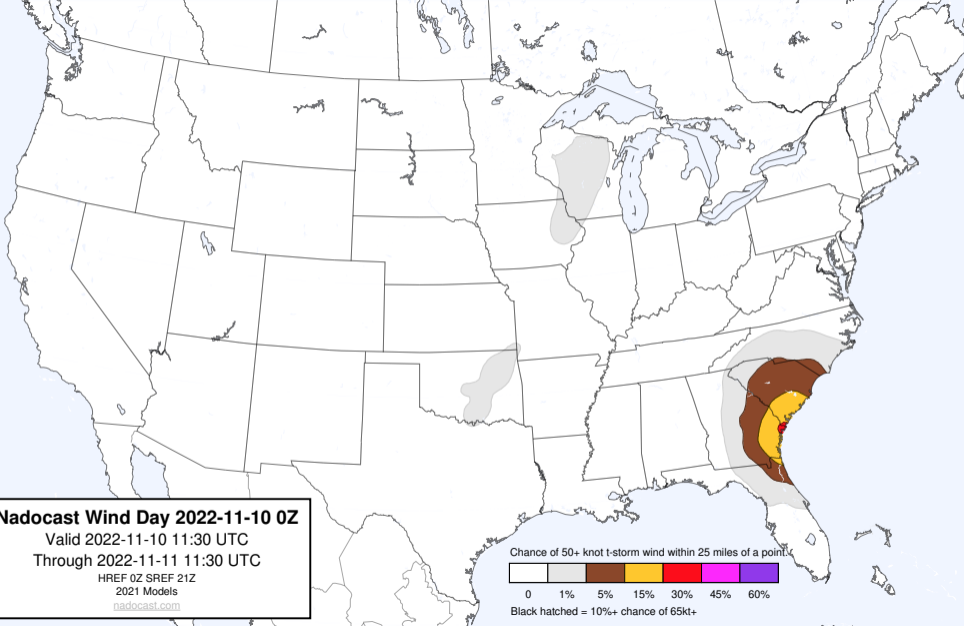 Nadocast Wind Day 2022-11-10 0Z
Valid 2022-11-10 11:30 UTC
Through 2022-11-11 11:30 UTC
HREF 0Z SREF 21Z
2021 Models
nadocast.com
Chance of 50+ knot t-storm wind within 25 miles of a point.
0 1% 5% 15% 30% 45% 60%
Black hatched = 10%+ chance of 65kt+